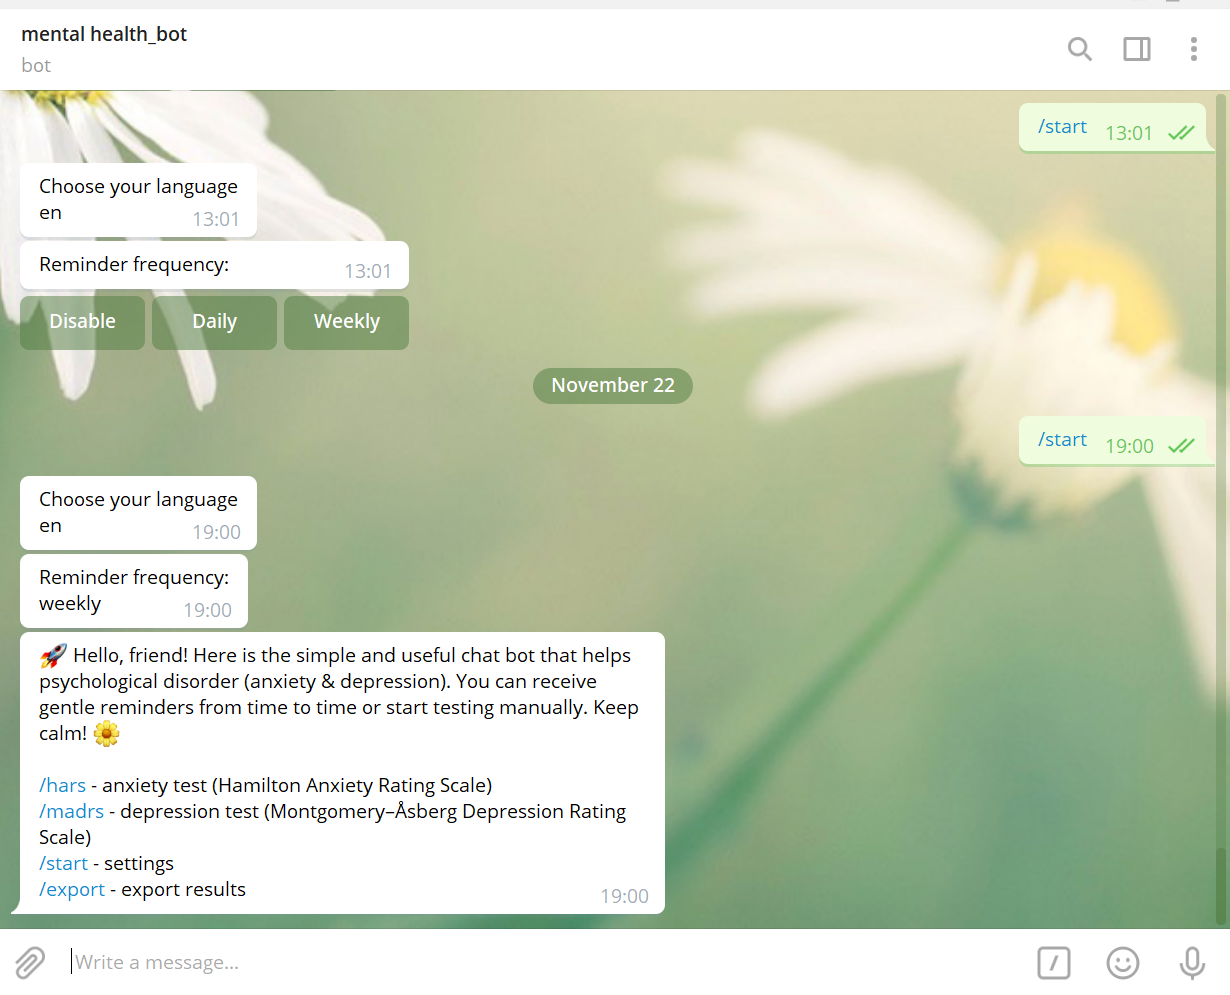 mental health_bot
bot
/start 13:01
Choose your language
en 13:01
Reminder frequency: 13:01
Disable Daily Weekly
November 22
/start 19:00
Choose your language
en 19:00
Reminder frequency:
weekly 19:00
🚀 Hello, friend! Here is the simple and useful chat bot that helps
psychological disorder (anxiety & depression). You can receive
gentle reminders from time to time or start testing manually. Keep
calm! 🌼
/hars - anxiety test (Hamilton Anxiety Rating Scale)
/madrs - depression test (Montgomery–Åsberg Depression Rating
Scale)
/start - settings
/export - export results 19:00
Write a message...